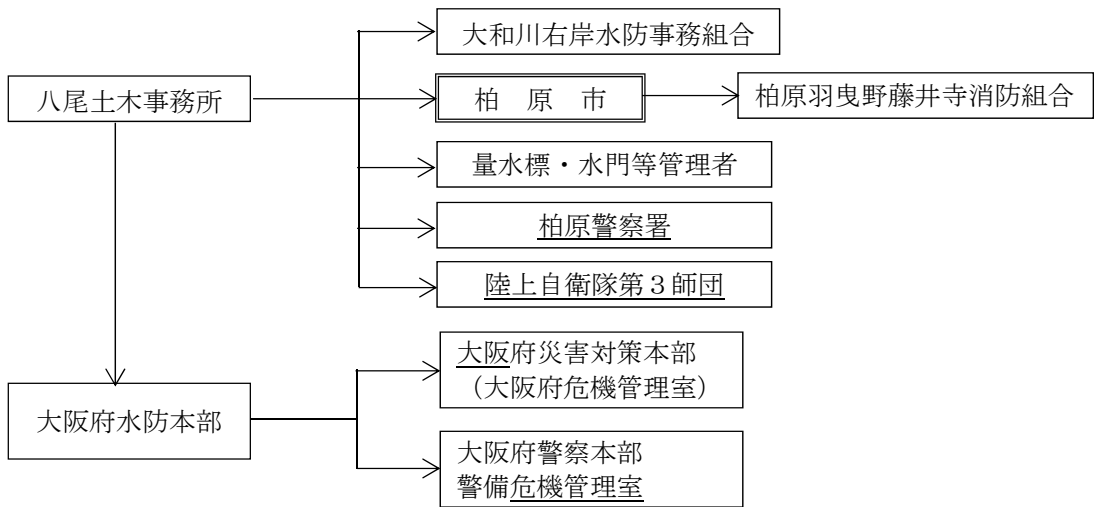 大和川右岸水防事務組合
八尾土木事務所
柏原市
柏原羽曳野藤井寺消防組合
量水標・水門等管理者
柏原警察署
陸上自衛隊第３師団
大阪府災害対策本部
（大阪府危機管理室）
大阪府水防本部
大阪府警察本部
警備危機管理室